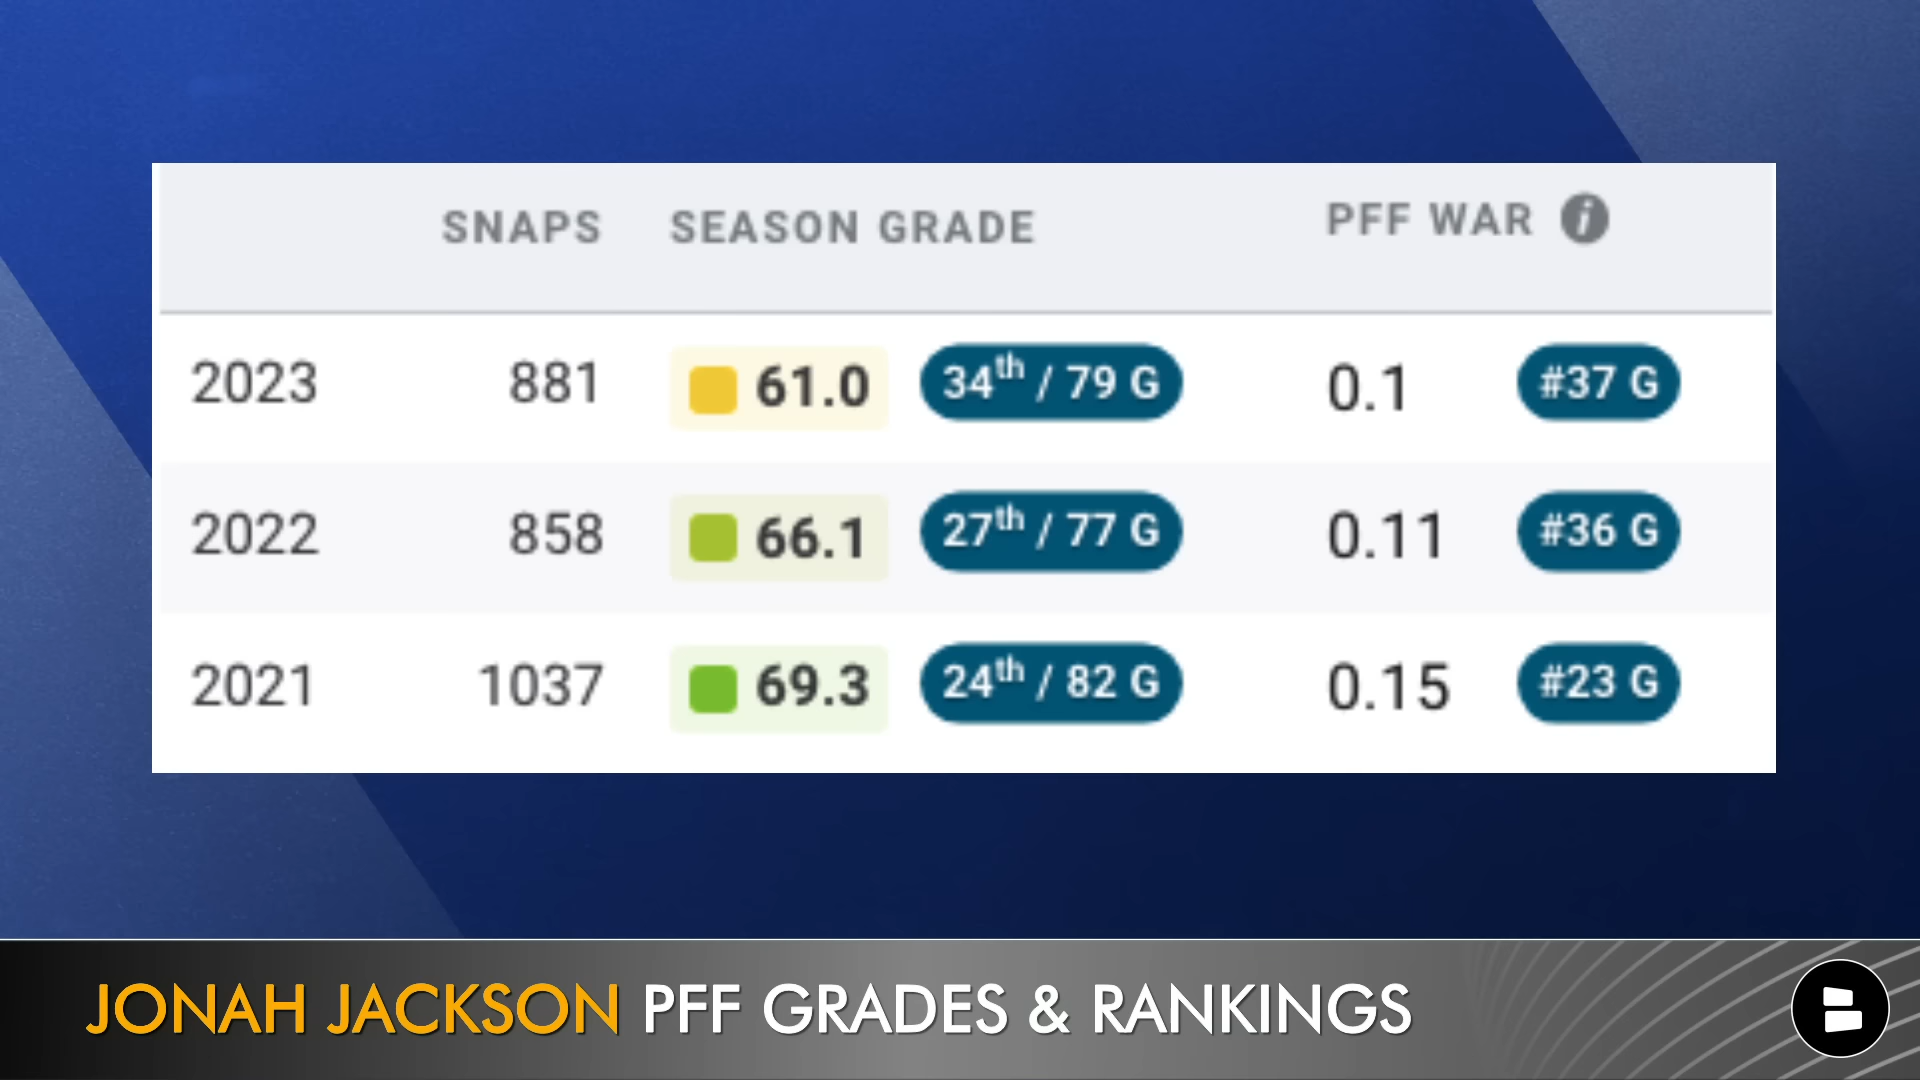 SNAPS SEASON GRADE PFF WAR i
2023 881 61.0 34th / 79 G 0.1 #37 G
2022 858 66.1 27th / 77 G 0.11 #36 G
2021 1037 69.3 24th / 82 G 0.15 #23 G
JONAH JACKSON PFF GRADES & RANKINGS